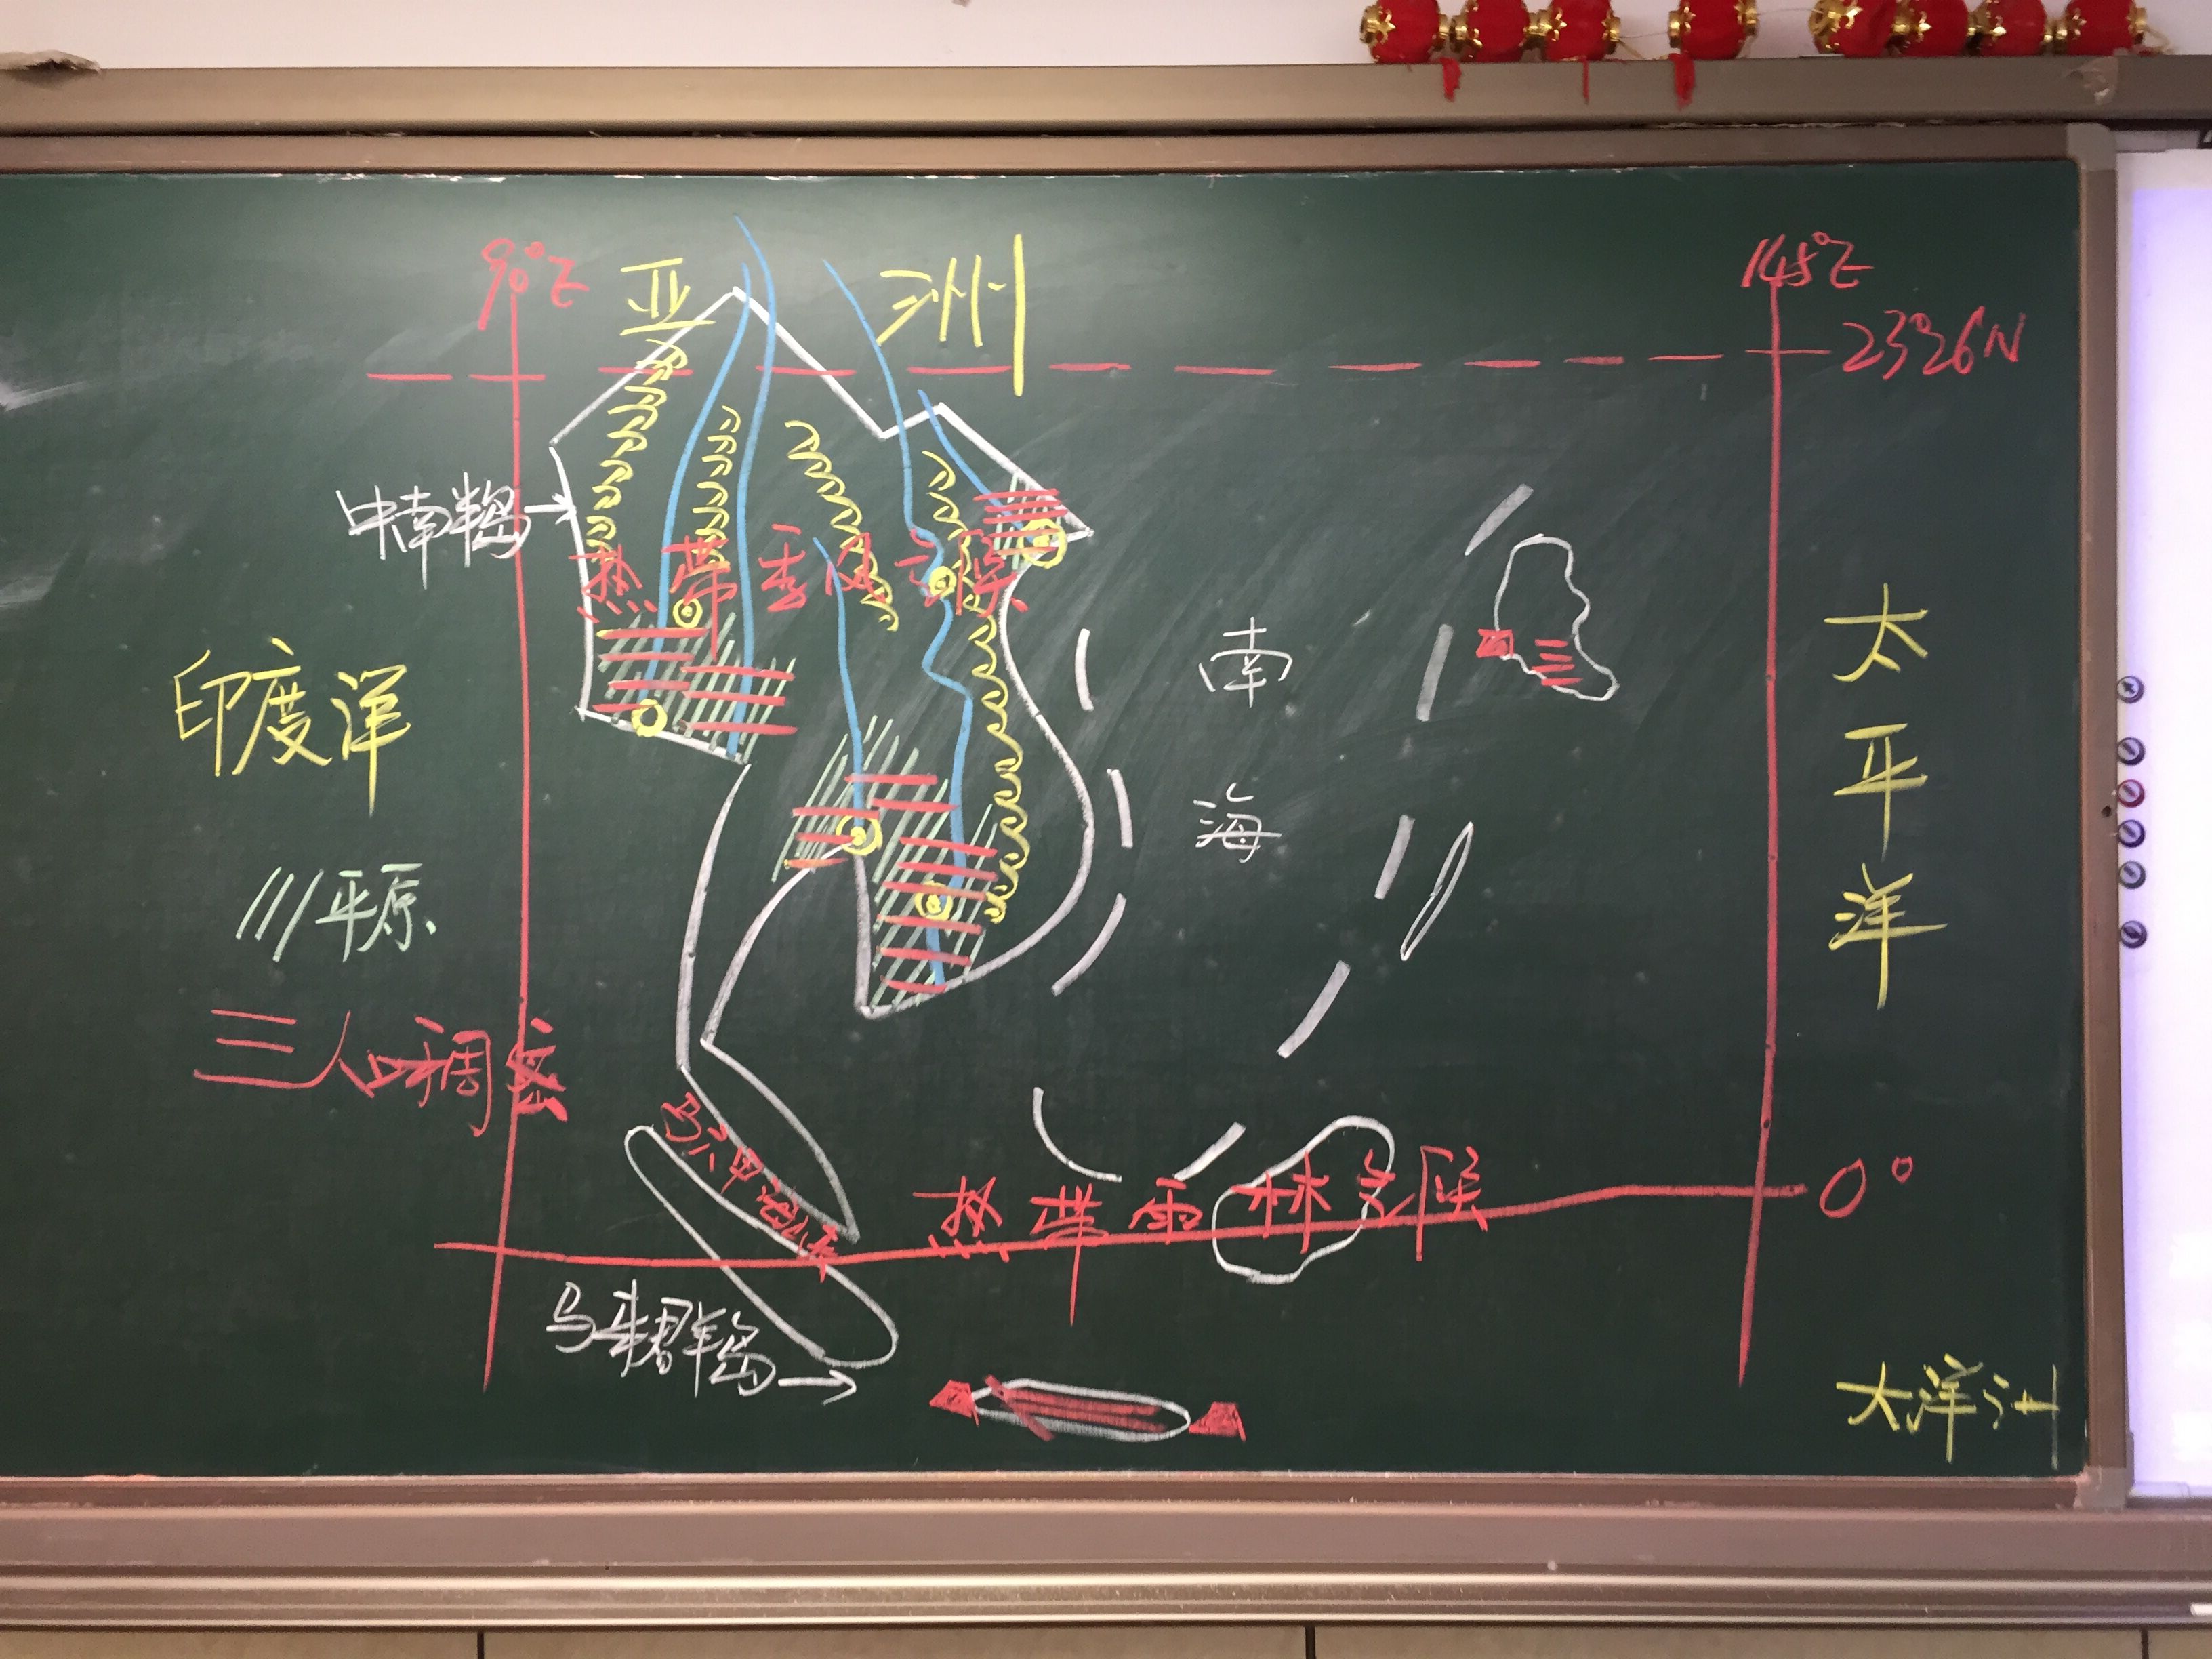 90°E
亚洲
145°E
23°26′N
中南半岛
热带季风气候
印度洋
南海
太平洋
平原
人口稠密
马六甲海峡
热带雨林气候
0°
马来群岛
大洋洲